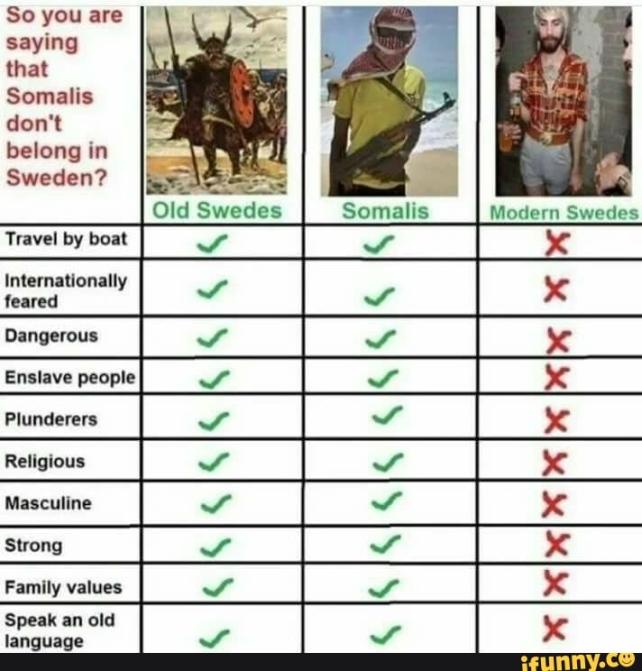 So you are
saying
that
Somalis
don't
belong in
Sweden?
Old Swedes
Somalis
Modern Swedes
Travel by boat
Internationally
feared
Dangerous
Enslave people
Plunderers
Religious
Masculine
Strong
Family values
Speak an old
language
ifunny.co